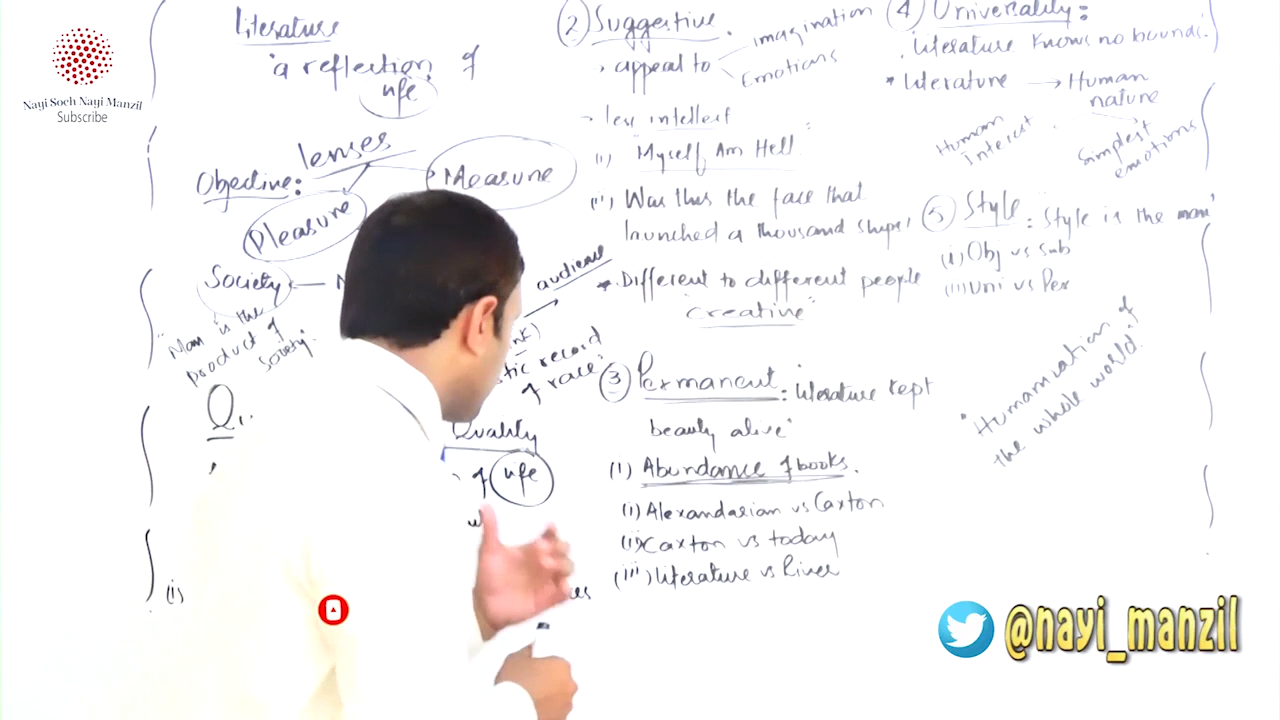 Nayi Soch Nayi Manzil
Subscribe
Literature
"a reflection of
life
Objective:
lenses
Measure
Pleasure
Society
"Man is the
product of
society".
Q
(i)
audience
record
of race"
Quality
of life
② Suggestive
appeal to
imagination
Emotions
less intellect
(i) "Myself Am Hell"
(ii) Was this the face that
launched a thousand ships'
Different to different people
"creative"
③ Permanent: literature kept
beauty alive"
(i) Abundance of books.
(i) Alexandarian vs Caxton
(ii) Caxton vs today
(iii) literature vs River
④ Universality:
literature knows no bounds.
* literature → Human
nature
Human
interest
simplest
emotions
⑤ Style: Style is the man'
(i) Obj vs sub
(ii) Uni vs Per
"Humanization of
the whole world."
@nayi_manzil